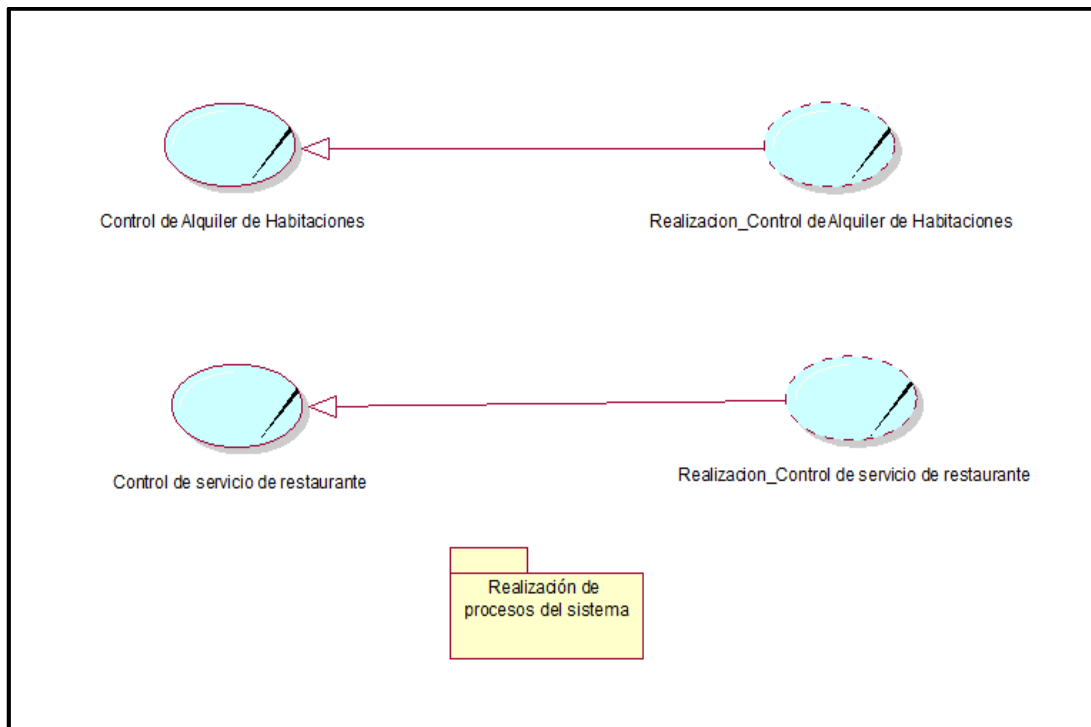 Control de Alquiler de Habitaciones
Realizacion_Control de Alquiler de Habitaciones
Control de servicio de restaurante
Realizacion_Control de servicio de restaurante
Realización de
procesos del sistema